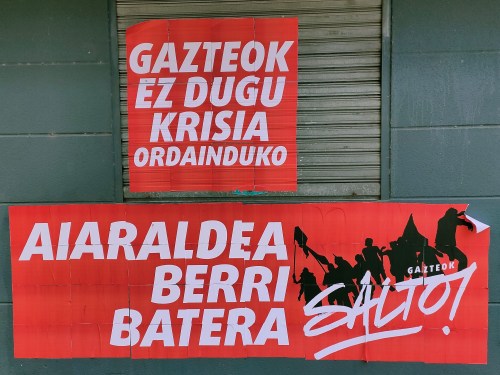 GAZTEOK
EZ DUGU
KRISIA
ORDAINDUKO
AIARALDEA
BERRI
BATERA
GAZTEOK
SALTO!